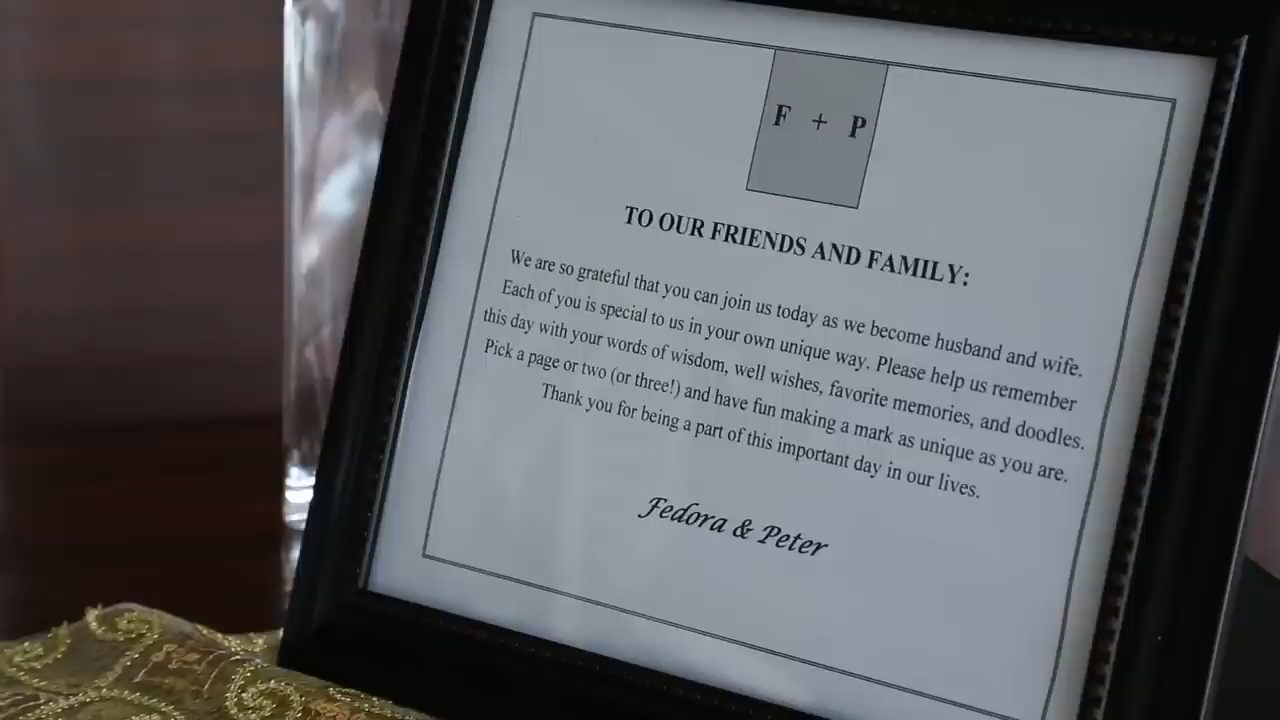 F + P
TO OUR FRIENDS AND FAMILY:
We are so grateful that you can join us today as we become husband and wife.
Each of you is special to us in your own unique way. Please help us remember
this day with your words of wisdom, well wishes, favorite memories, and doodles.
Pick a page or two (or three!) and have fun making a mark as unique as you are.
Thank you for being a part of this important day in our lives.
Fedora & Peter